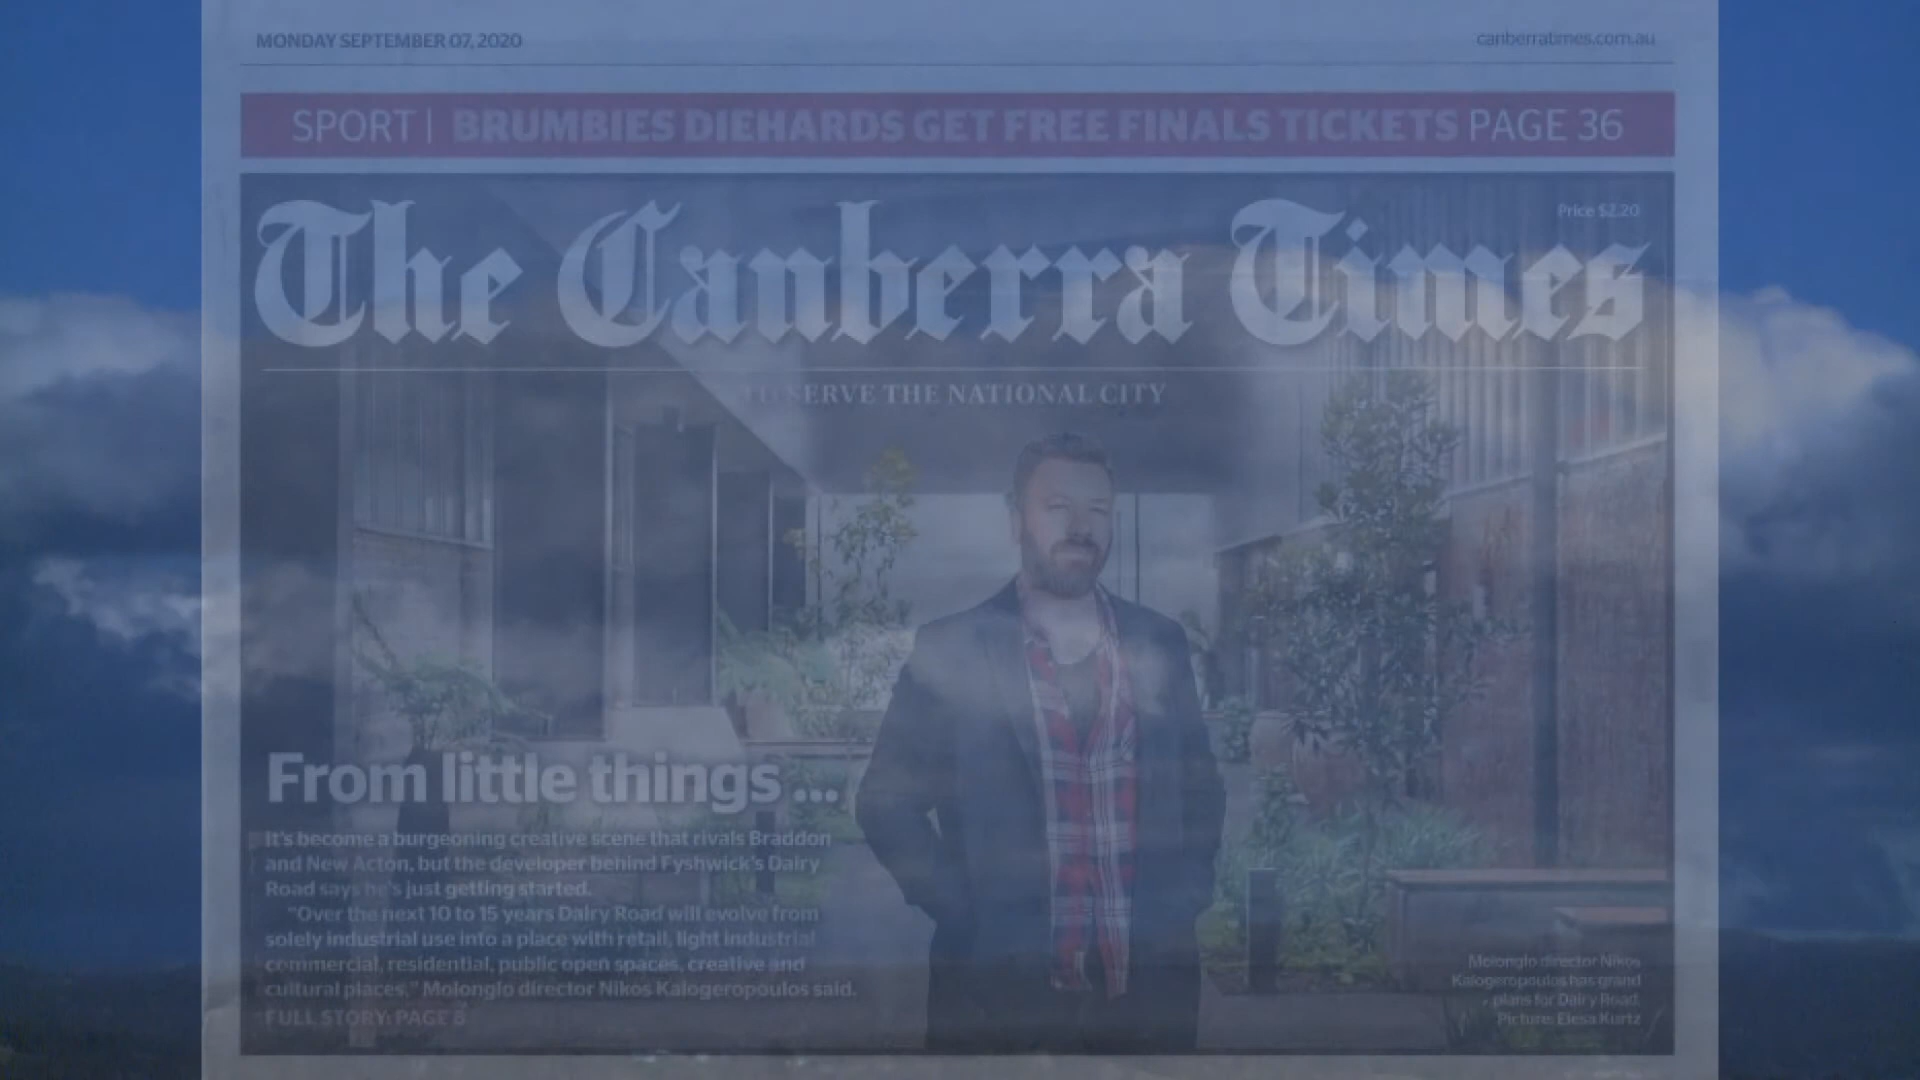 MONDAY SEPTEMBER 07, 2020
canberratimes.com.au
SPORT | BRUMBIES DIEHARDS GET FREE FINALS TICKETS PAGE 36
Price $2.20
The Canberra Times
TO SERVE THE NATIONAL CITY
From little things ...
It's become a burgeoning creative scene that rivals Braddon
and New Acton, but the developer behind Fyshwick's Dairy
Road says he's just getting started.
"Over the next 10 to 15 years Dairy Road will evolve from
solely industrial use into a place with retail, light industrial
commercial, residential, public open spaces, creative and
cultural places," Molonglo director Nikos Kalogeropoulos said.
FULL STORY: PAGE 8
Molonglo director Nikos
Kalogeropoulos has grand
plans for Dairy Road.
Picture: Elesa Kurtz